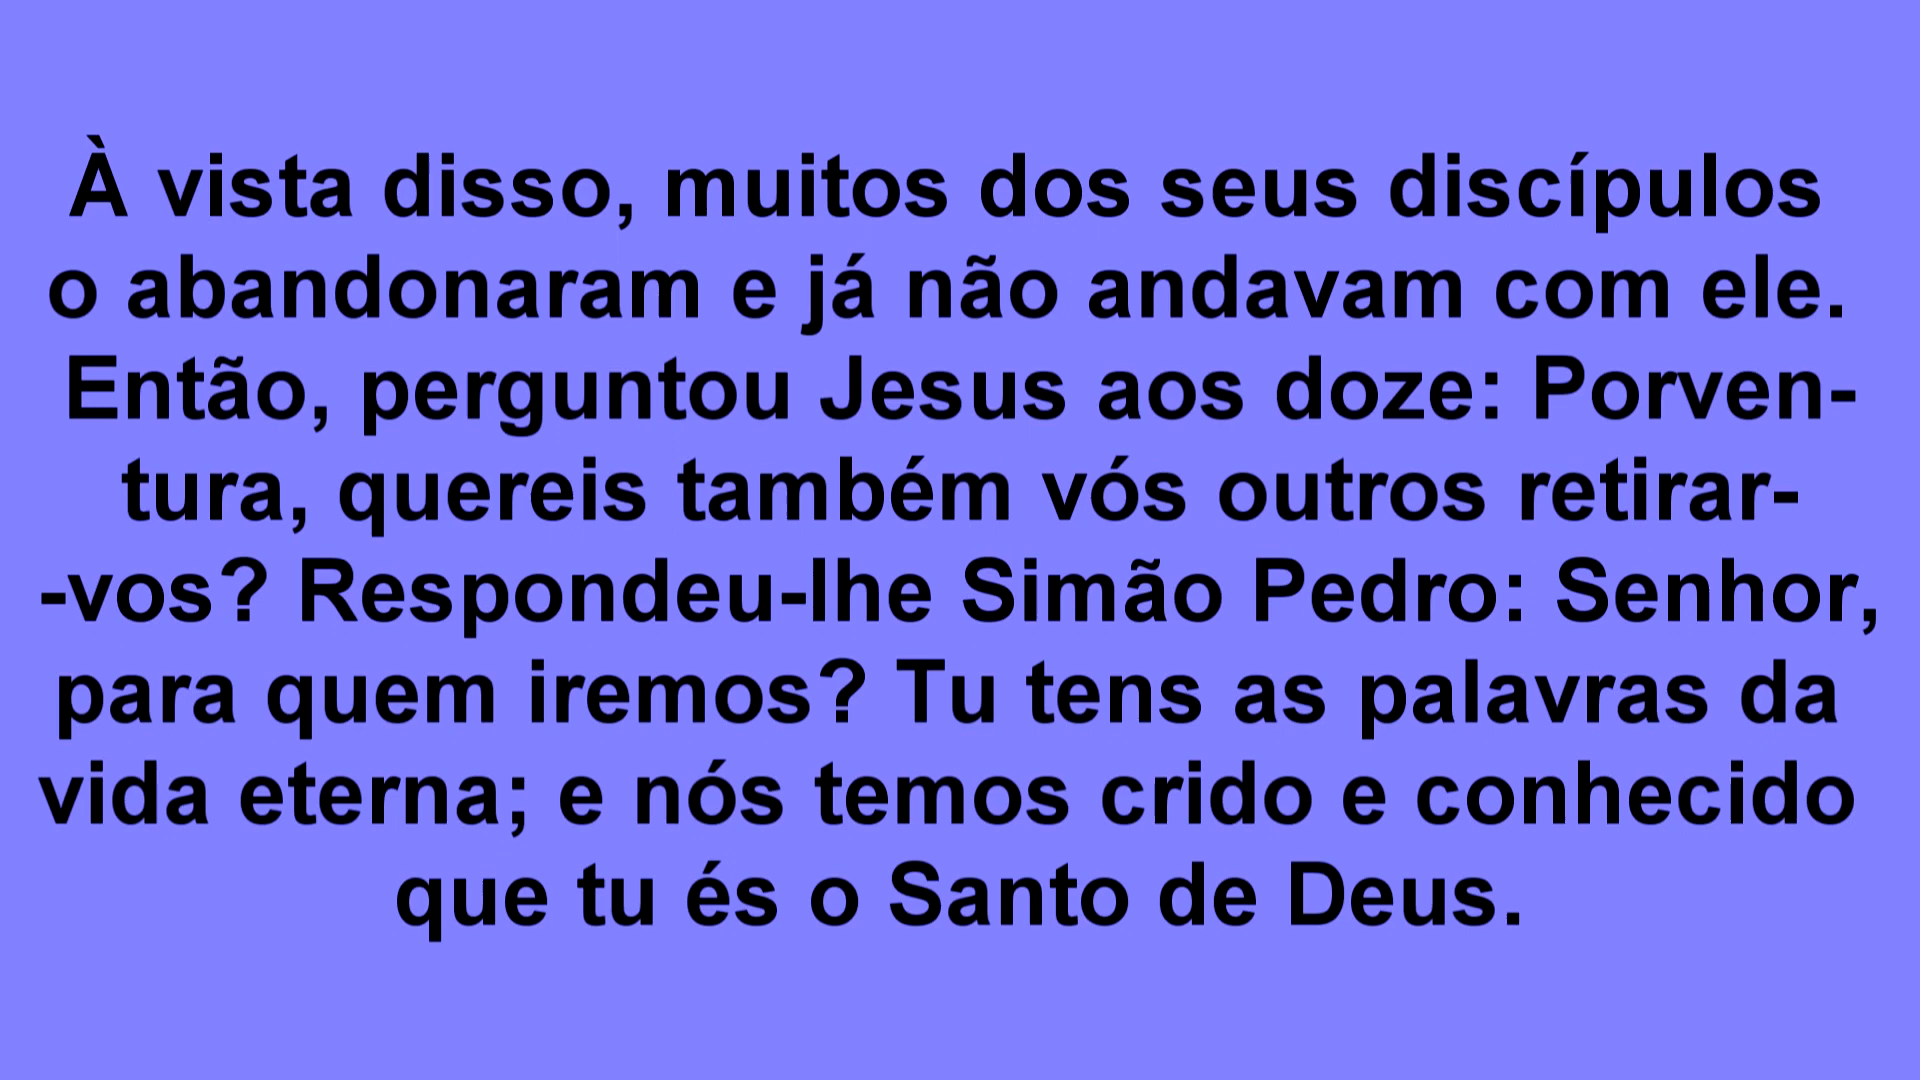 À vista disso, muitos dos seus discípulos
o abandonaram e já não andavam com ele.
Então, perguntou Jesus aos doze: Porven-
tura, quereis também vós outros retirar-
-vos? Respondeu-lhe Simão Pedro: Senhor,
para quem iremos? Tu tens as palavras da
vida eterna; e nós temos crido e conhecido
que tu és o Santo de Deus.